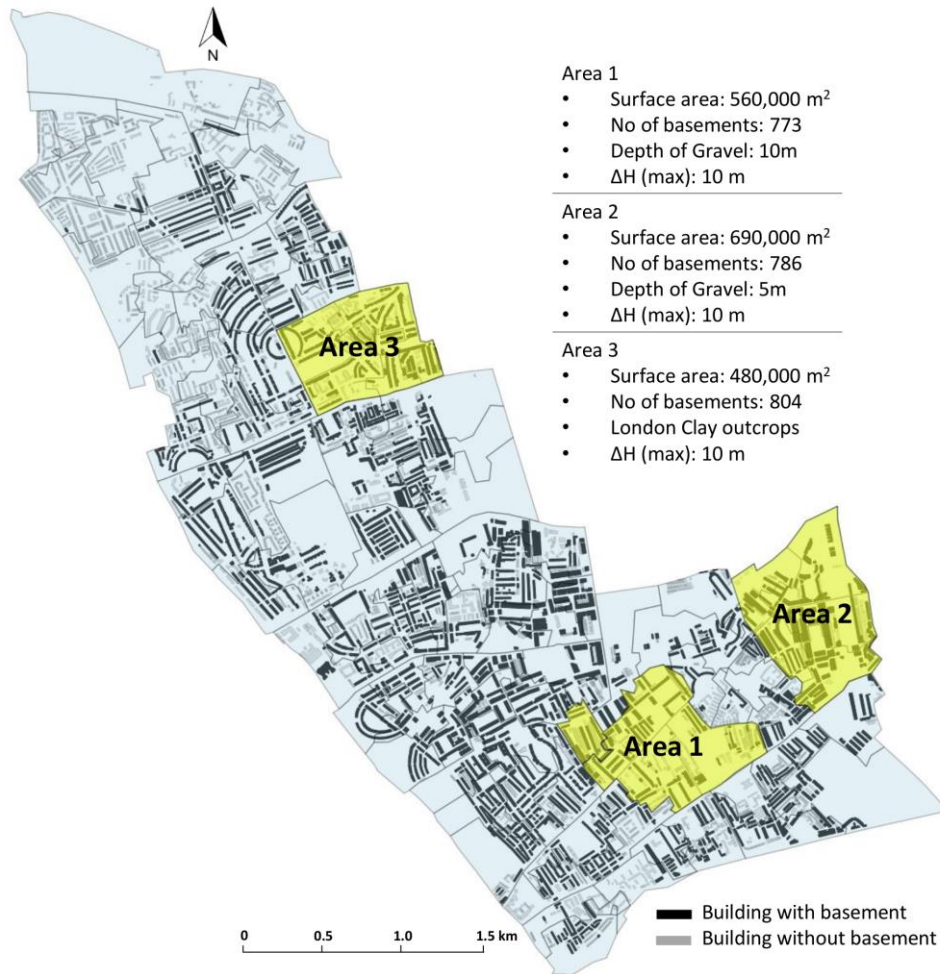 N
Area 1
• Surface area: 560,000 m²
• No of basements: 773
• Depth of Gravel: 10m
• ΔH (max): 10 m
Area 2
• Surface area: 690,000 m²
• No of basements: 786
• Depth of Gravel: 5m
• ΔH (max): 10 m
Area 3
• Surface area: 480,000 m²
• No of basements: 804
• London Clay outcrops
• ΔH (max): 10 m
Area 3
Area 2
Area 1
Building with basement
Building without basement
0 0.5 1.0 1.5 km